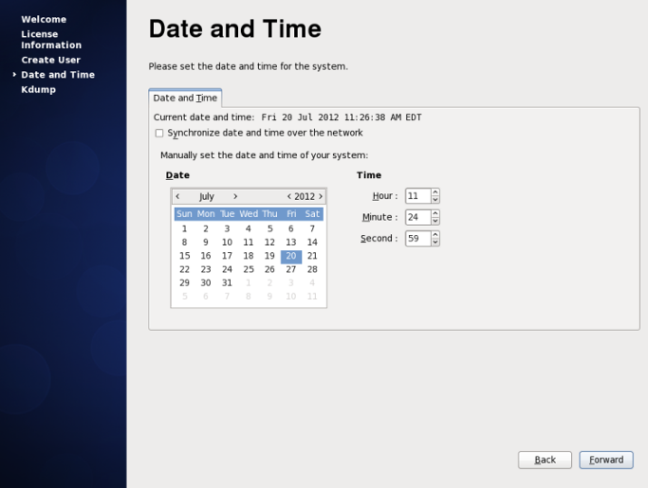 Welcome
License
Information
Create User
Date and Time
Kdump
Date and Time
Please set the date and time for the system.
Date and Time
Current date and time: Fri 20 Jul 2012 11:26:38 AM EDT
Synchronize date and time over the network
Manually set the date and time of your system:
Date
< July > < 2012 >
Sun Mon Tue Wed Thu Fri Sat
1 2 3 4 5 6 7
8 9 10 11 12 13 14
15 16 17 18 19 20 21
22 23 24 25 26 27 28
29 30 31 1 2 3 4
5 6 7 8 9 10 11
Time
Hour : 11
Minute : 24
Second : 59
Back Forward